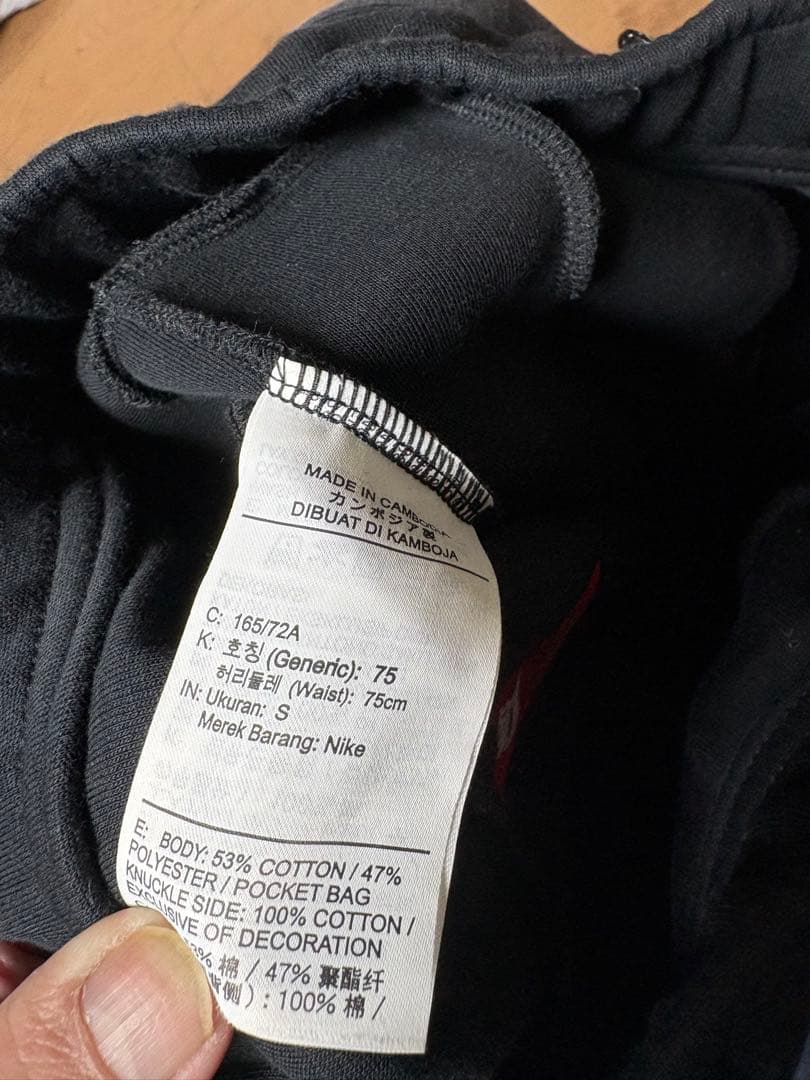 MADE IN CAMBODIA
カンボジア製
DIBUAT DI KAMBOJA
C: 165/72A
K: 호칭 (Generic): 75
허리둘레 (Waist): 75cm
IN: Ukuran: S
Merek Barang: Nike
E: BODY: 53% COTTON / 47%
POLYESTER / POCKET BAG
KNUCKLE SIDE: 100% COTTON /
EXCLUSIVE OF DECORATION
棉 / 47% 聚酯纤
侧) : 100% 棉 /